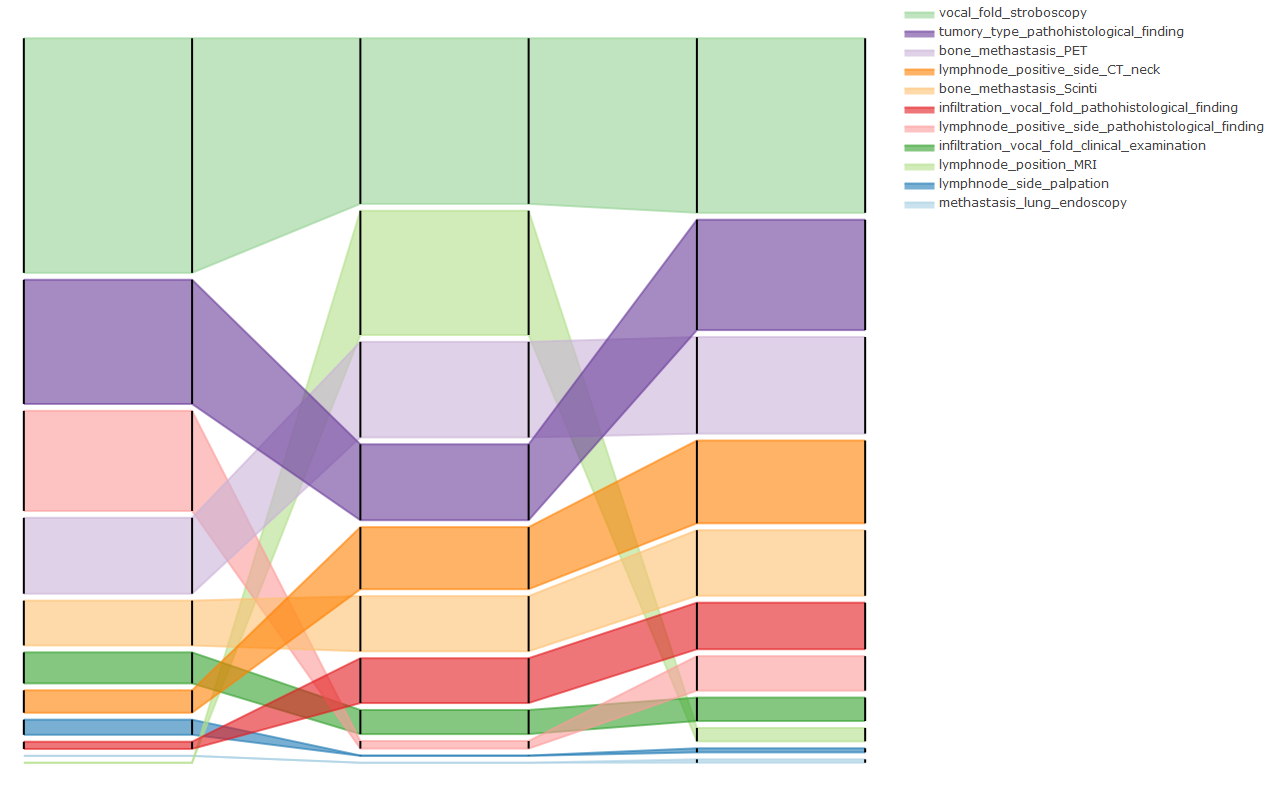 vocal_fold_stroboscopy
tumory_type_pathohistological_finding
bone_methastasis_PET
lymphnode_positive_side_CT_neck
bone_methastasis_Scinti
infiltration_vocal_fold_pathohistological_finding
lymphnode_positive_side_pathohistological_finding
infiltration_vocal_fold_clinical_examination
lymphnode_position_MRI
lymphnode_side_palpation
methastasis_lung_endoscopy